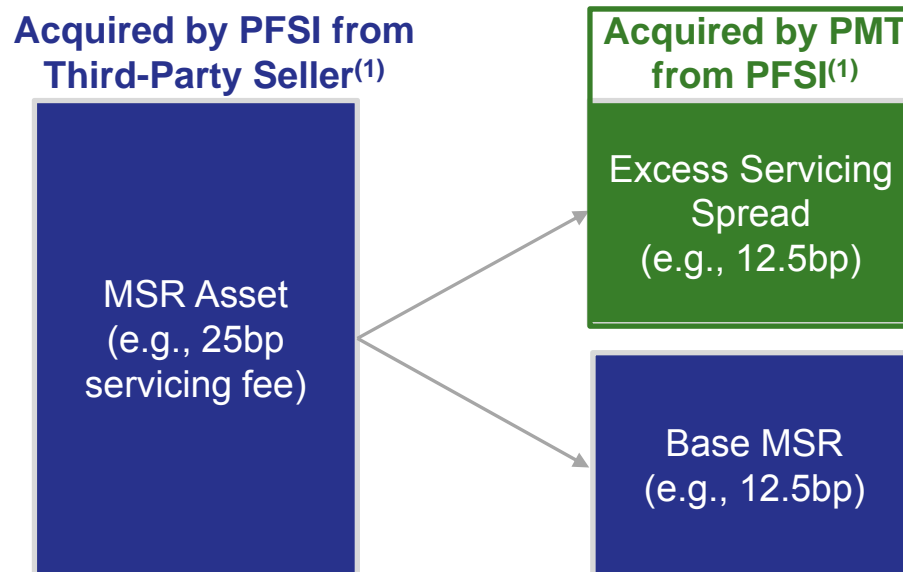 Acquired by PFSI from
Third-Party Seller(1)
MSR Asset
(e.g., 25bp
servicing fee)
Acquired by PMT
from PFSI(1)
Excess Servicing
Spread
(e.g., 12.5bp)
Base MSR
(e.g., 12.5bp)